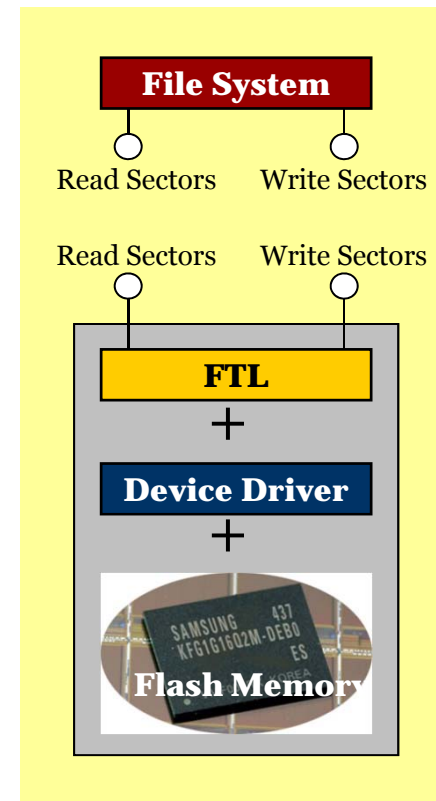 File System
Read Sectors Write Sectors
Read Sectors Write Sectors
FTL
+
Device Driver
+
SAMSUNG 437
KFG1G16Q2M-DEB0
ES
Flash Memory